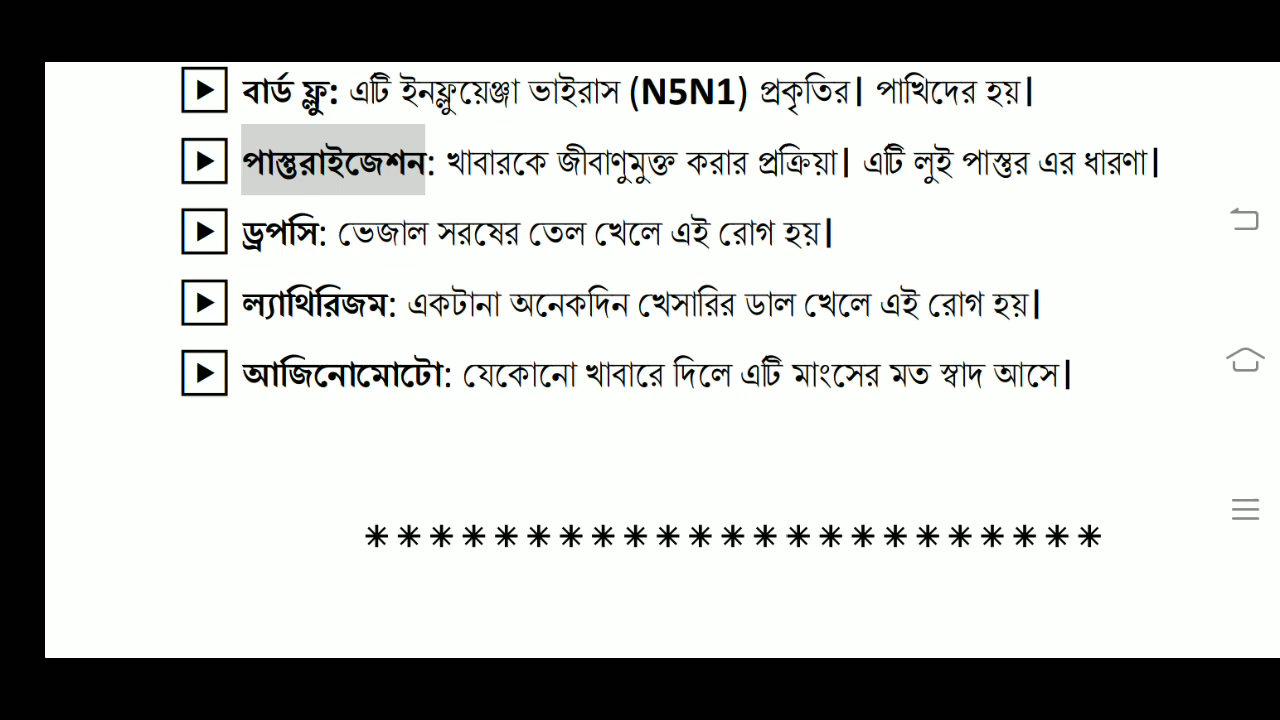 ▶ বার্ড ফ্লু: এটি ইনফ্লুয়েঞ্জা ভাইরাস (N5N1) প্রকৃতির। পাখিদের হয়।
▶ পাস্তুরাইজেশন: খাবারকে জীবাণুমুক্ত করার প্রক্রিয়া। এটি লুই পাস্তুর এর ধারণা।
▶ ড্রপসি: ভেজাল সরষের তেল খেলে এই রোগ হয়।
▶ ল্যাথিরিজম: একটানা অনেকদিন খেসারির ডাল খেলে এই রোগ হয়।
▶ আজিনোমোটো: যেকোনো খাবারে দিলে এটি মাংসের মত স্বাদ আসে।
✳✳✳✳✳✳✳✳✳✳✳✳✳✳✳✳✳✳✳✳✳✳✳